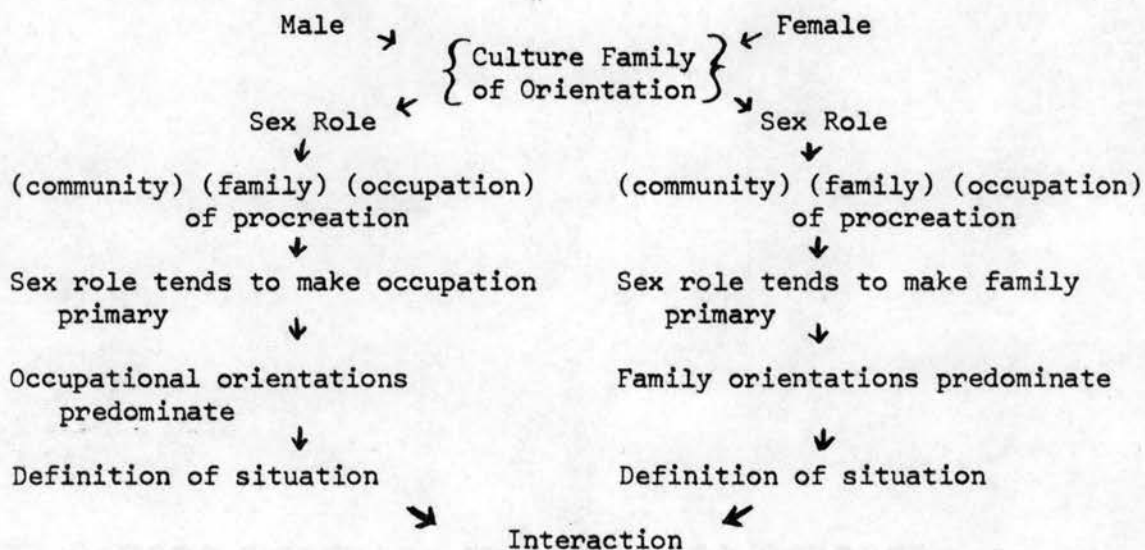 Male Female
{Culture Family}
{of Orientation}
Sex Role Sex Role
(community) (family) (occupation) (community) (family) (occupation)
of procreation of procreation
Sex role tends to make occupation Sex role tends to make family
primary primary
Occupational orientations Family orientations predominate
predominate
Definition of situation Definition of situation
Interaction